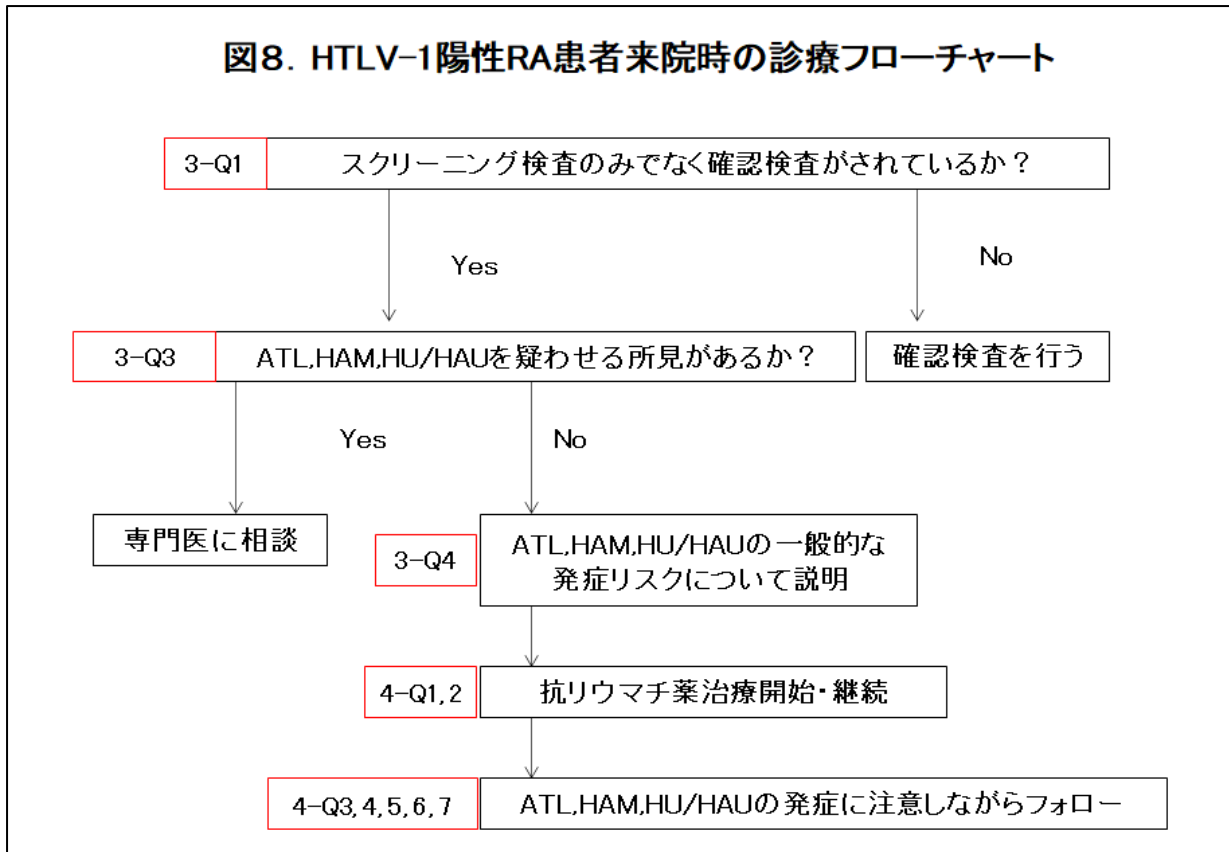 図8. HTLV-1陽性RA患者来院時の診療フローチャート
3-Q1
スクリーニング検査のみでなく確認検査がされているか?
Yes
No
3-Q3
ATL,HAM,HU/HAUを疑わせる所見があるか?
確認検査を行う
Yes
No
専門医に相談
3-Q4
ATL,HAM,HU/HAUの一般的な
発症リスクについて説明
4-Q1,2
抗リウマチ薬治療開始・継続
4-Q3,4,5,6,7
ATL,HAM,HU/HAUの発症に注意しながらフォロー